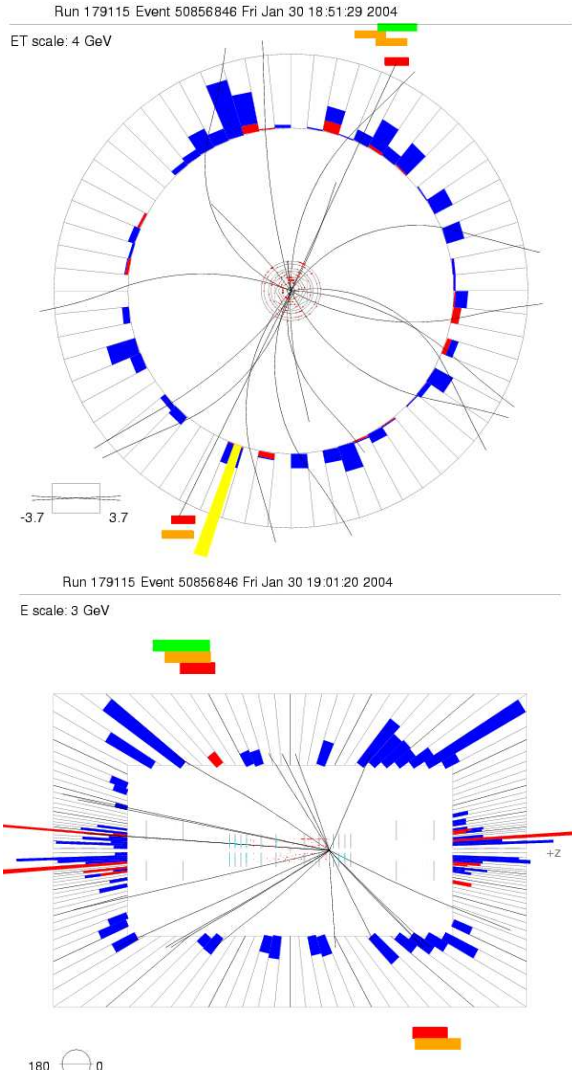 Run 179115 Event 50856846 Fri Jan 30 18:51:29 2004
ET scale: 4 GeV
-3.7 3.7
Run 179115 Event 50856846 Fri Jan 30 19:01:20 2004
E scale: 3 GeV
+Z
180 0